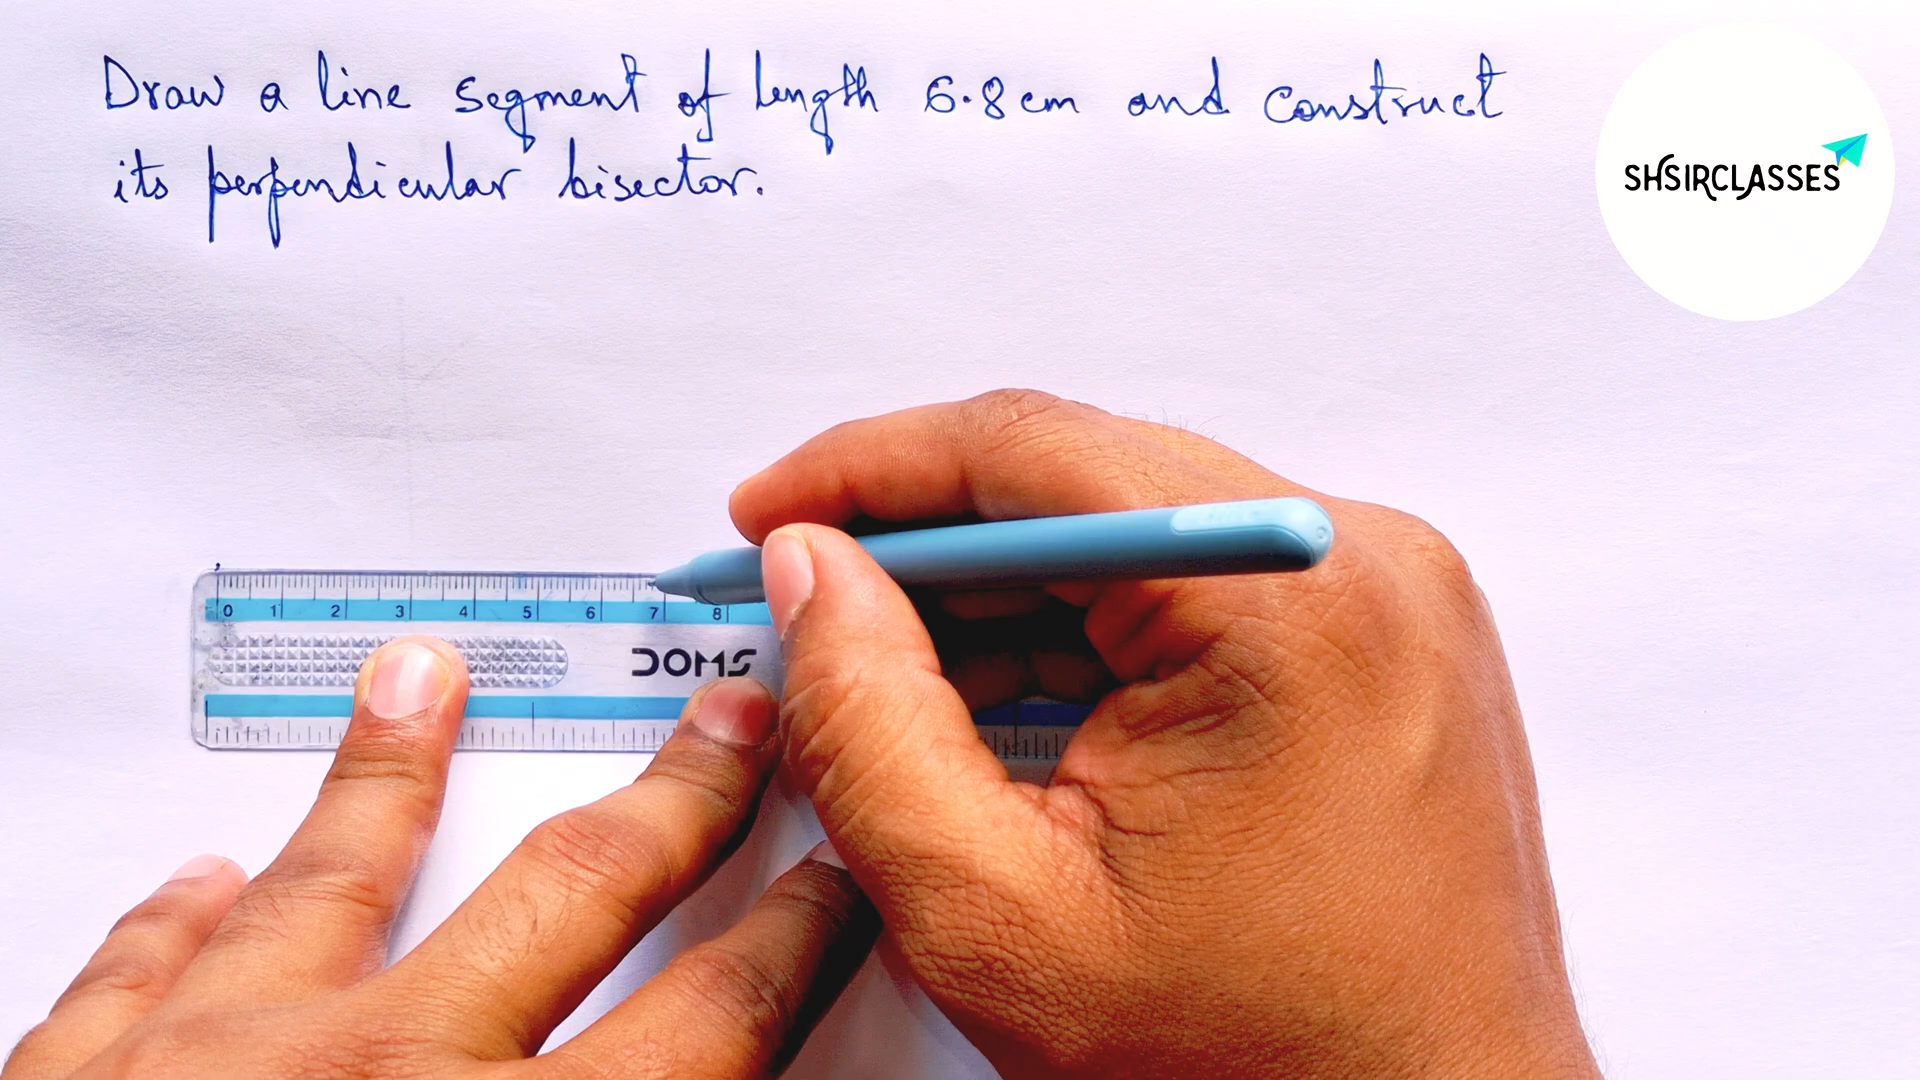 Draw a line segment of length 6.8 cm and construct
its perpendicular bisector.
SHSIRCLASSES
0 1 2 3 4 5 6 7 8
DOMS